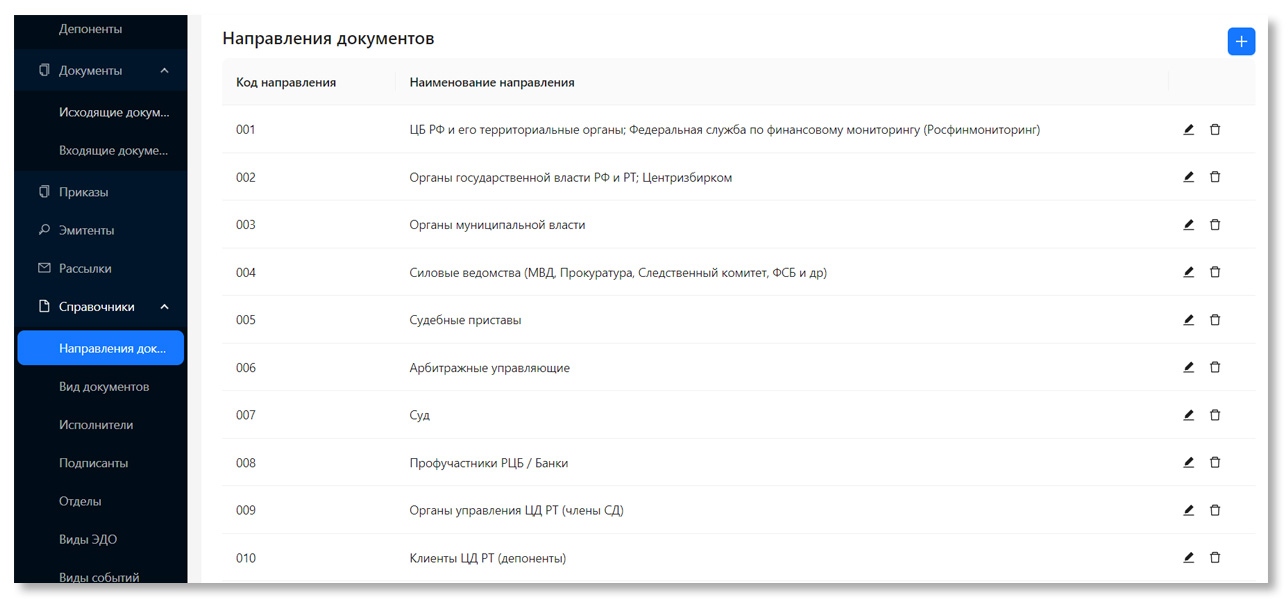 Депоненты
Документы
Исходящие докум...
Входящие докуме...
Приказы
Эмитенты
Рассылки
Справочники
Направления док...
Вид документов
Исполнители
Подписанты
Отделы
Виды ЭДО
Виды событий
Направления документов
Код направления Наименование направления
001 ЦБ РФ и его территориальные органы; Федеральная служба по финансовому мониторингу (Росфинмониторинг)
002 Органы государственной власти РФ и РТ; Центризбирком
003 Органы муниципальной власти
004 Силовые ведомства (МВД, Прокуратура, Следственный комитет, ФСБ и др)
005 Судебные приставы
006 Арбитражные управляющие
007 Суд
008 Профучастники РЦБ / Банки
009 Органы управления ЦД РТ (члены СД)
010 Клиенты ЦД РТ (депоненты)